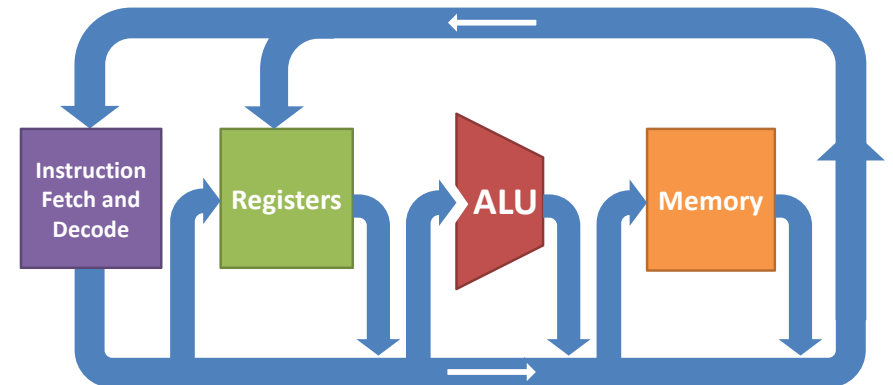 Instruction
Fetch and
Decode
Registers
ALU
Memory